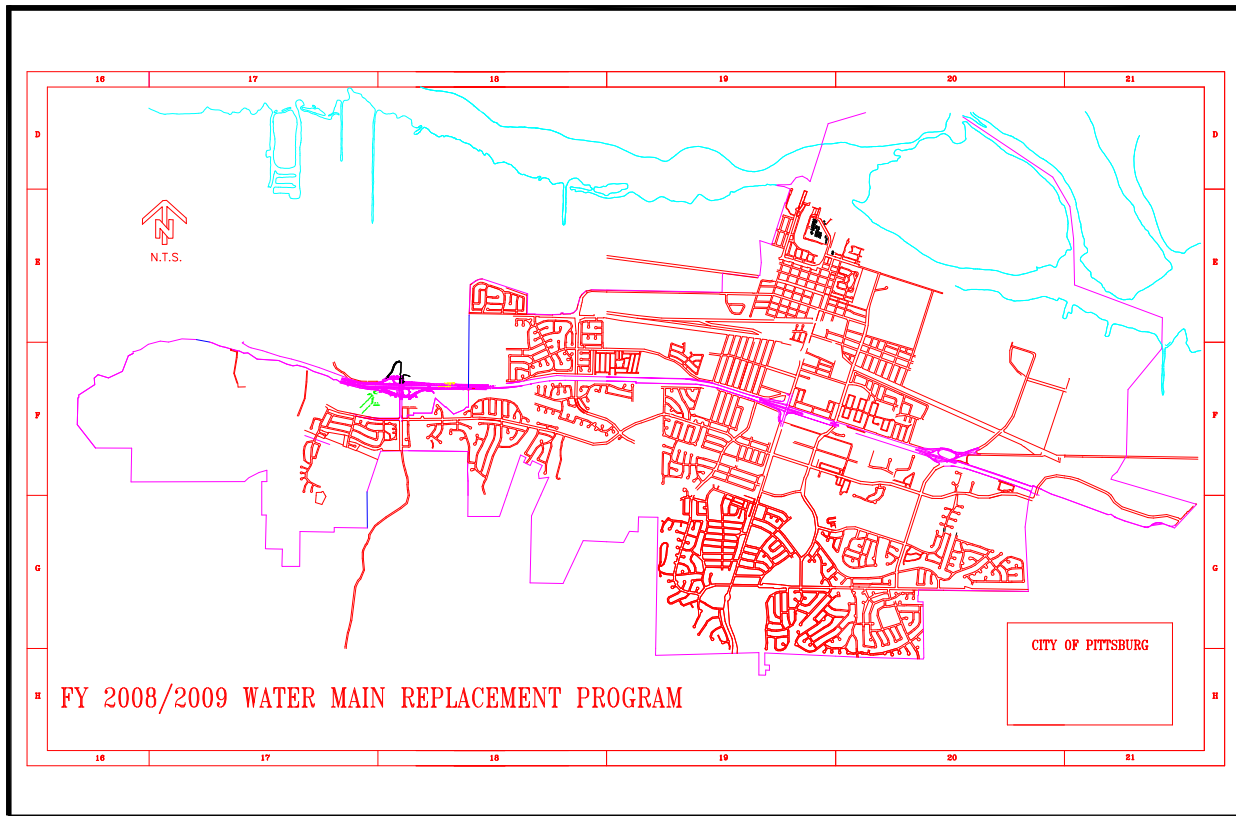 16 17 18 19 20 21
D D
N
N.T.S.
E E
F F
G G
CITY OF PITTSBURG
H H
FY 2008/2009 WATER MAIN REPLACEMENT PROGRAM
16 17 18 19 20 21